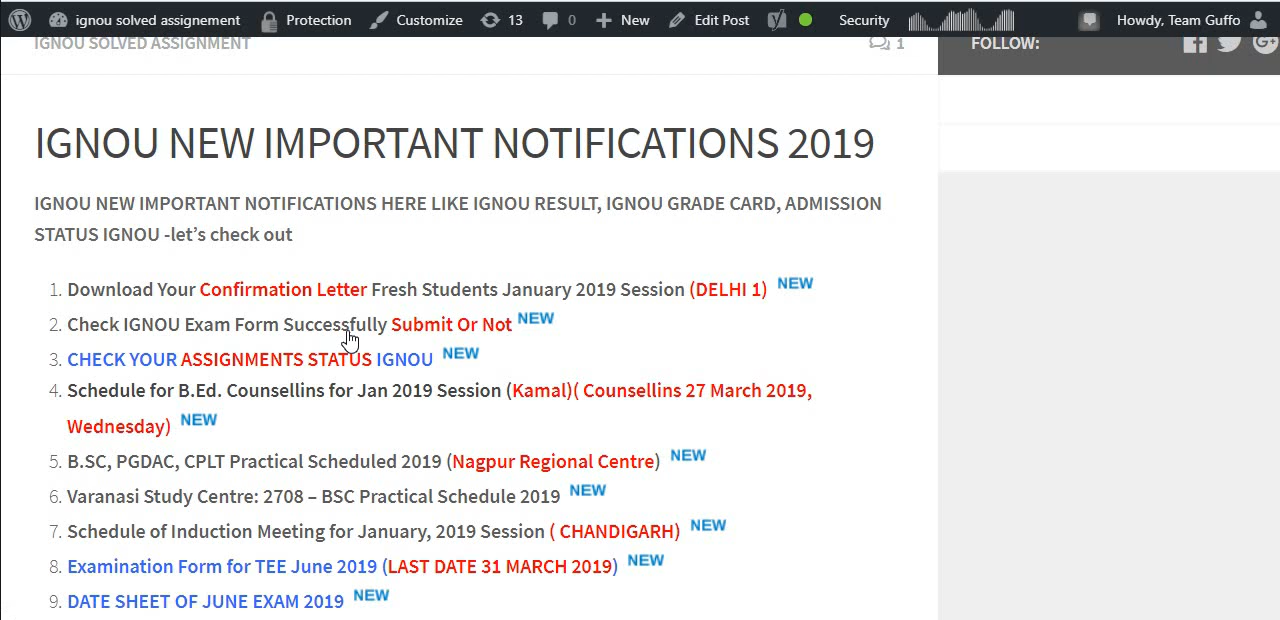 ignou solved assignement Protection Customize 13 0 New Edit Post Security Howdy, Team Guffo
IGNOU SOLVED ASSIGNMENT 1 FOLLOW:
IGNOU NEW IMPORTANT NOTIFICATIONS 2019
IGNOU NEW IMPORTANT NOTIFICATIONS HERE LIKE IGNOU RESULT, IGNOU GRADE CARD, ADMISSION
STATUS IGNOU -let's check out
1. Download Your Confirmation Letter Fresh Students January 2019 Session (DELHI 1) NEW
2. Check IGNOU Exam Form Successfully Submit Or Not NEW
3. CHECK YOUR ASSIGNMENTS STATUS IGNOU NEW
4. Schedule for B.Ed. Counsellins for Jan 2019 Session (Kamal)( Counsellins 27 March 2019,
Wednesday) NEW
5. B.SC, PGDAC, CPLT Practical Scheduled 2019 (Nagpur Regional Centre) NEW
6. Varanasi Study Centre: 2708 – BSC Practical Schedule 2019 NEW
7. Schedule of Induction Meeting for January, 2019 Session ( CHANDIGARH) NEW
8. Examination Form for TEE June 2019 (LAST DATE 31 MARCH 2019) NEW
9. DATE SHEET OF JUNE EXAM 2019 NEW